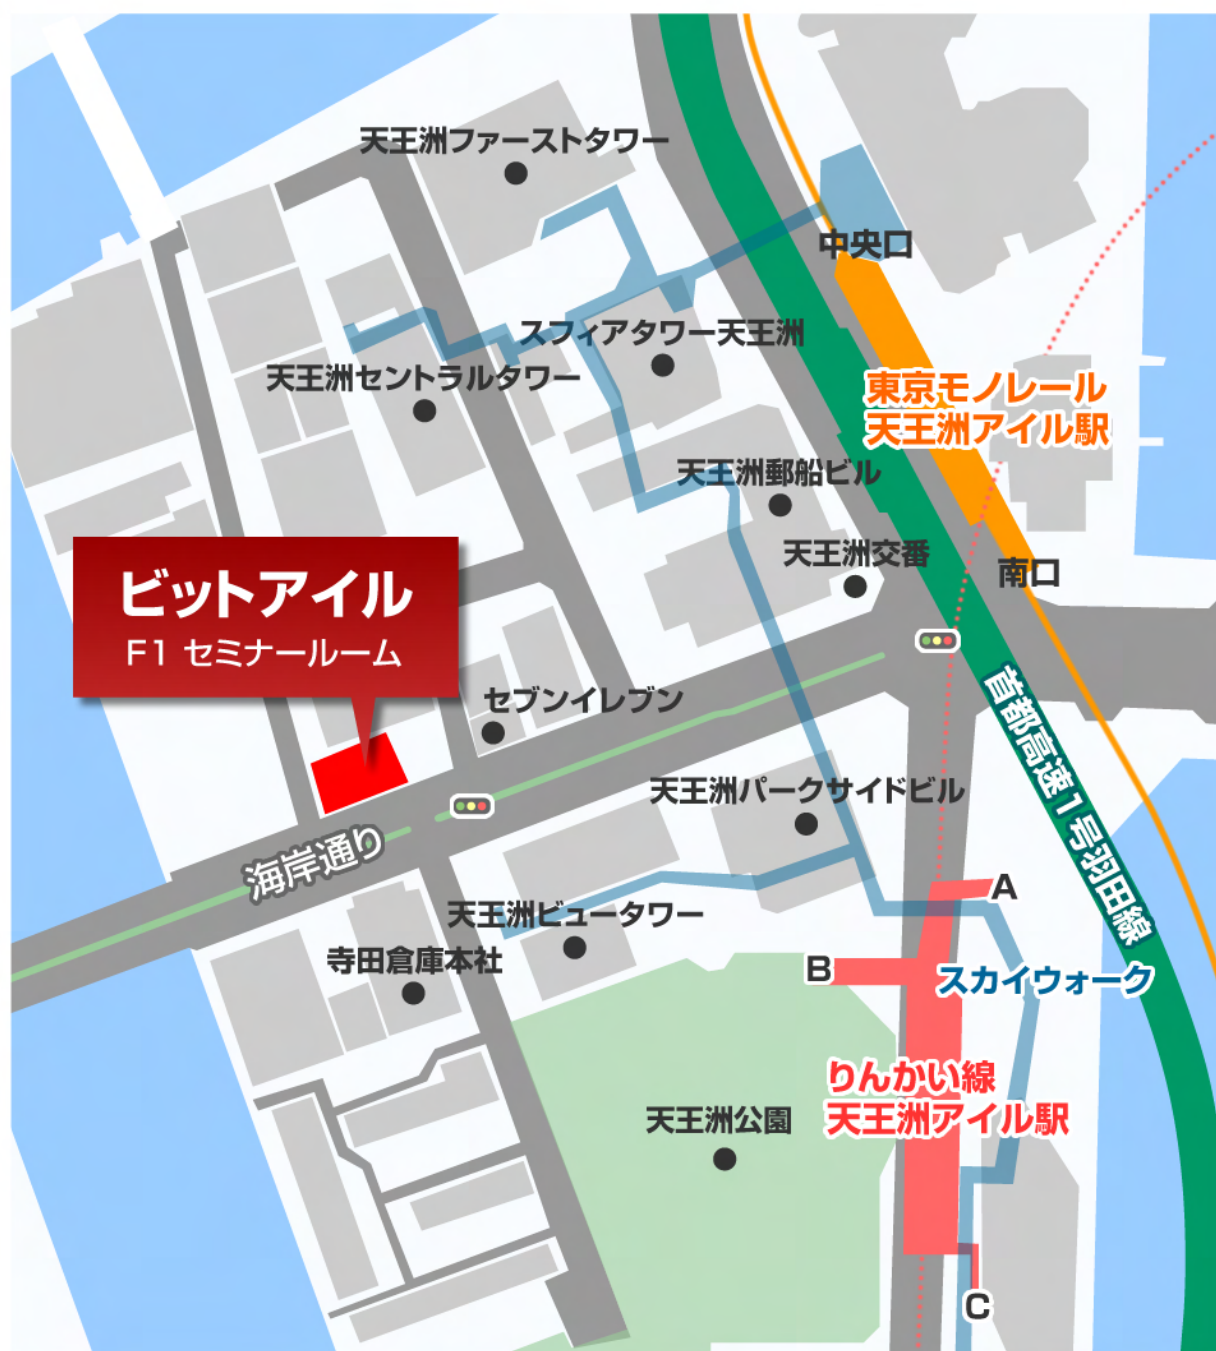 天王洲ファーストタワー
中央口
スフィアタワー天王洲
天王洲セントラルタワー
東京モノレール
天王洲アイル駅
天王洲郵船ビル
天王洲交番
南口
ビットアイル
F1 セミナールーム
セブンイレブン
首都高速1号羽田線
天王洲パークサイドビル
海岸通り
A
天王洲ビュータワー
寺田倉庫本社
B
スカイウォーク
りんかい線
天王洲アイル駅
天王洲公園
C